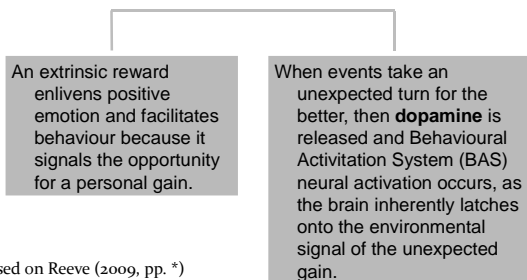 An extrinsic reward
enlivens positive
emotion and facilitates
behaviour because it
signals the opportunity
for a personal gain.
When events take an
unexpected turn for the
better, then dopamine is
released and Behavioural
Activitation System (BAS)
neural activation occurs, as
the brain inherently latches
onto the environmental
signal of the unexpected
gain.
sed on Reeve (2009, pp. *)